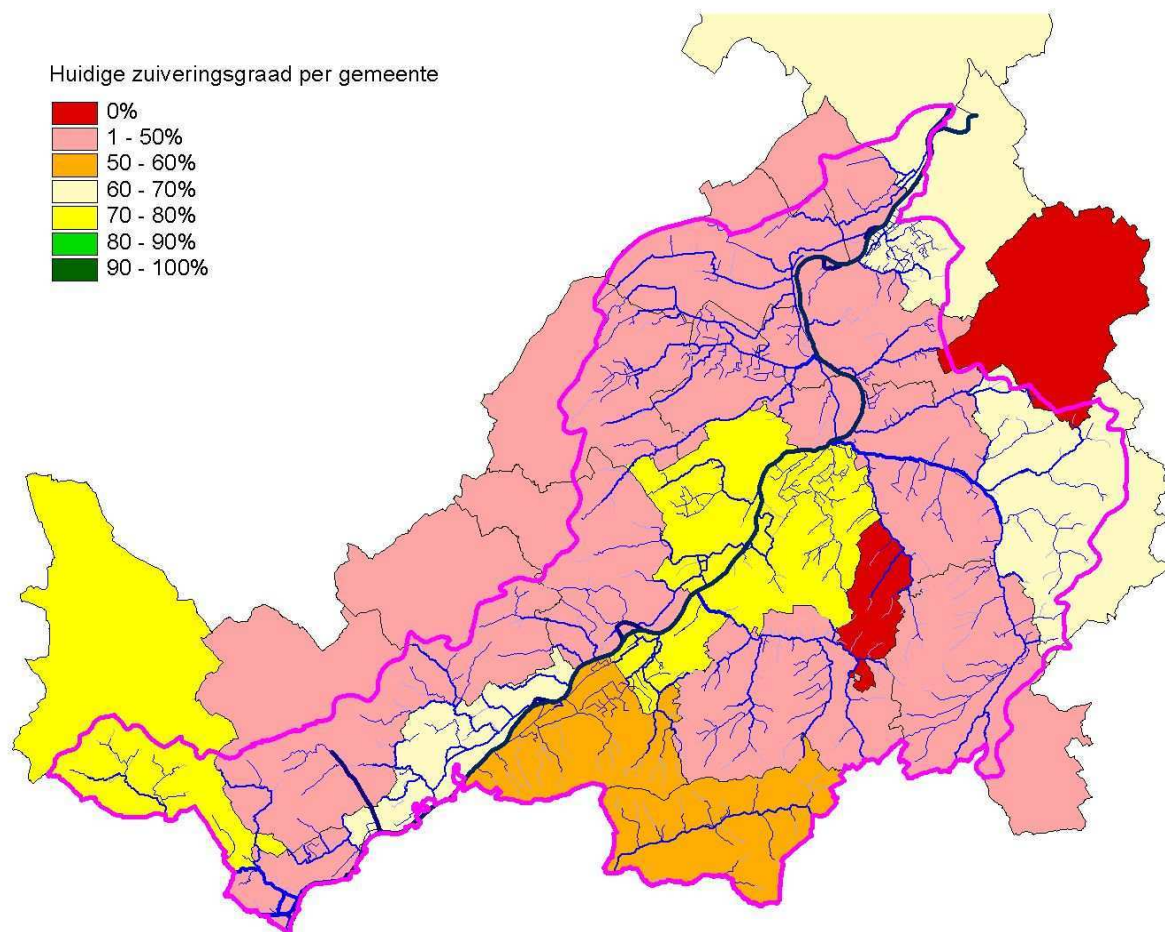 Huidige zuiveringsgraad per gemeente
0%
1 - 50%
50 - 60%
60 - 70%
70 - 80%
80 - 90%
90 - 100%